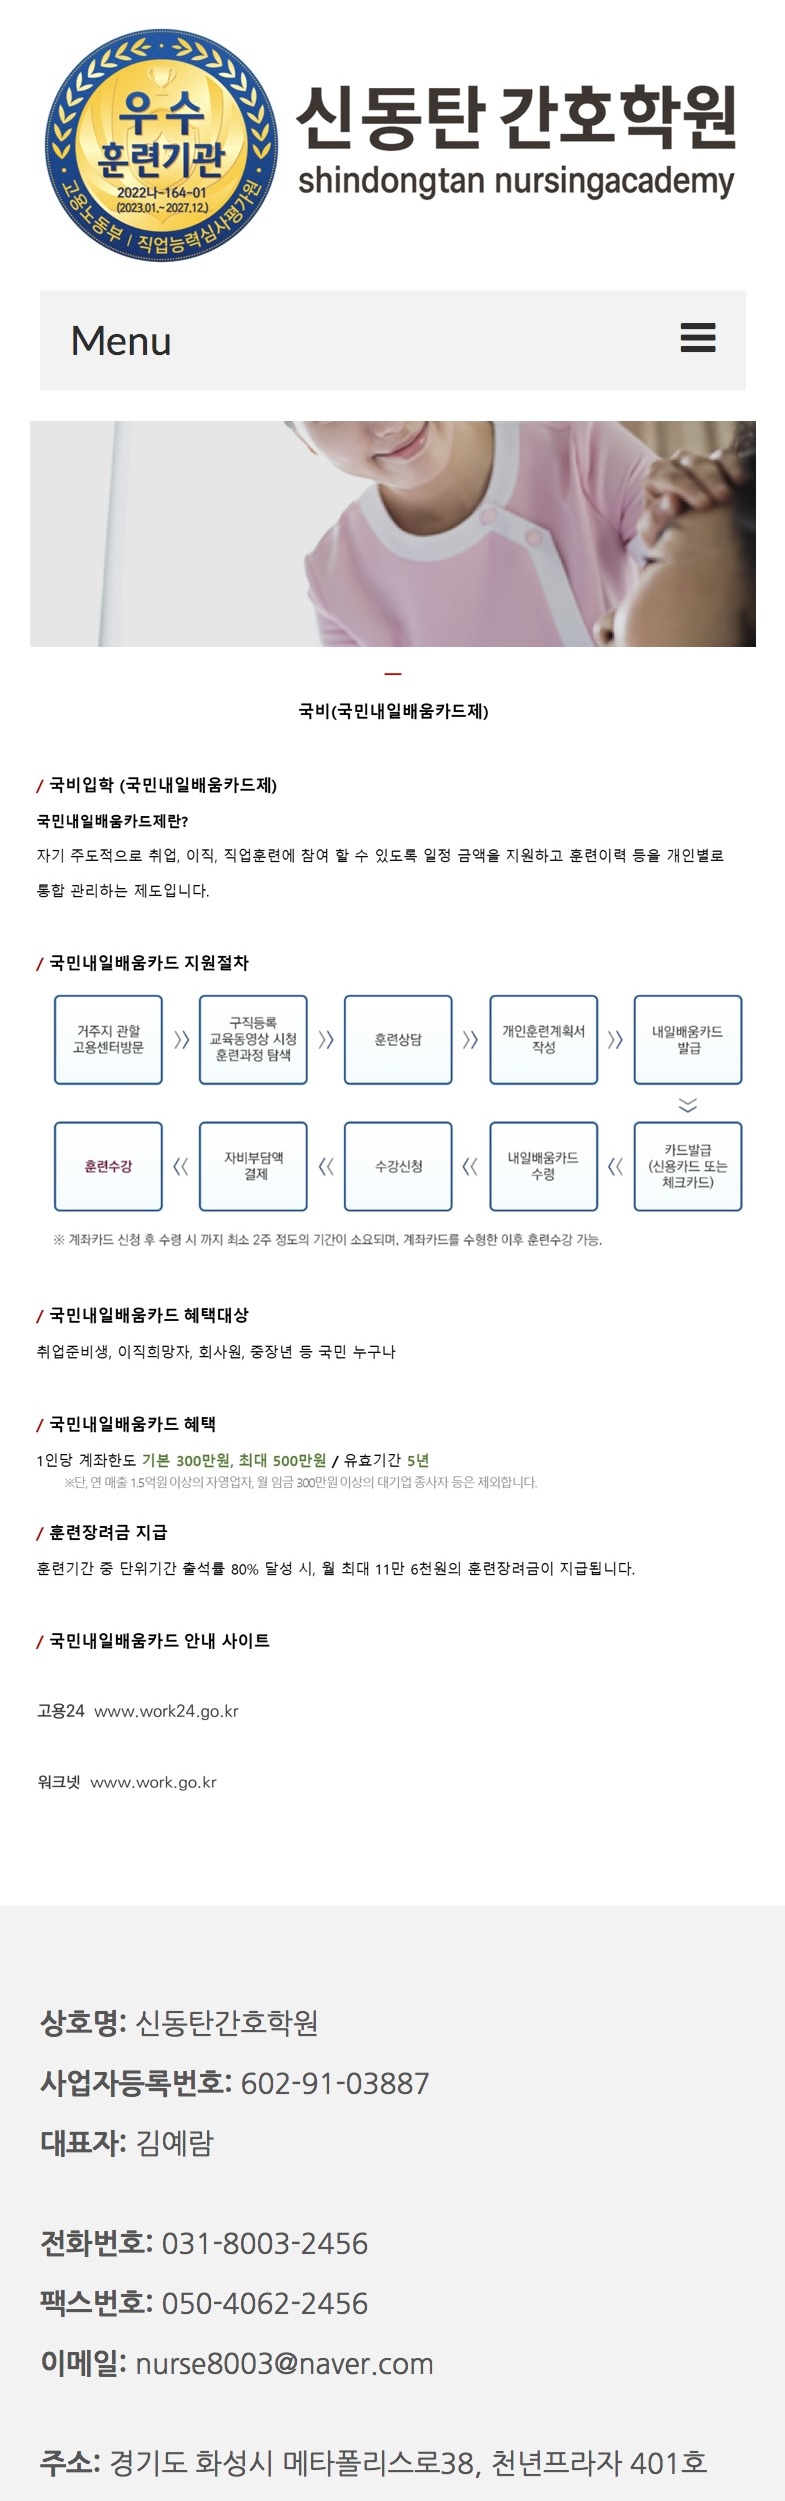 우수
훈련기관
2022나-164-01
(2023.01.~2027.12.)
고용노동부 | 직업능력심사평가원
신동탄 간호학원
shindongtan nursingacademy
Menu
국비(국민내일배움카드제)
/ 국비입학 (국민내일배움카드제)
국민내일배움카드제란?
자기 주도적으로 취업, 이직, 직업훈련에 참여 할 수 있도록 일정 금액을 지원하고 훈련이력 등을 개인별로
통합 관리하는 제도입니다.
/ 국민내일배움카드 지원절차
거주지 관할
고용센터방문
구직등록
교육동영상 시청
훈련과정 탐색
훈련상담
개인훈련계획서
작성
내일배움카드
발급
카드발급
(신용카드 또는
체크카드)
내일배움카드
수령
수강신청
자비부담액
결제
훈련수강
※ 계좌카드 신청 후 수령 시 까지 최소 2주 정도의 기간이 소요되며, 계좌카드를 수형한 이후 훈련수강 가능.
/ 국민내일배움카드 혜택대상
취업준비생, 이직희망자, 회사원, 중장년 등 국민 누구나
/ 국민내일배움카드 혜택
1인당 계좌한도 기본 300만원, 최대 500만원 / 유효기간 5년
※단, 연 매출 1.5억원 이상의 자영업자, 월 임금 300만원 이상의 대기업 종사자 등은 제외합니다.
/ 훈련장려금 지급
훈련기간 중 단위기간 출석률 80% 달성 시, 월 최대 11만 6천원의 훈련장려금이 지급됩니다.
/ 국민내일배움카드 안내 사이트
고용24 www.work24.go.kr
워크넷 www.work.go.kr
상호명: 신동탄간호학원
사업자등록번호: 602-91-03887
대표자: 김예람
전화번호: 031-8003-2456
팩스번호: 050-4062-2456
이메일: nurse8003@naver.com
주소: 경기도 화성시 메타폴리스로38, 천년프라자 401호